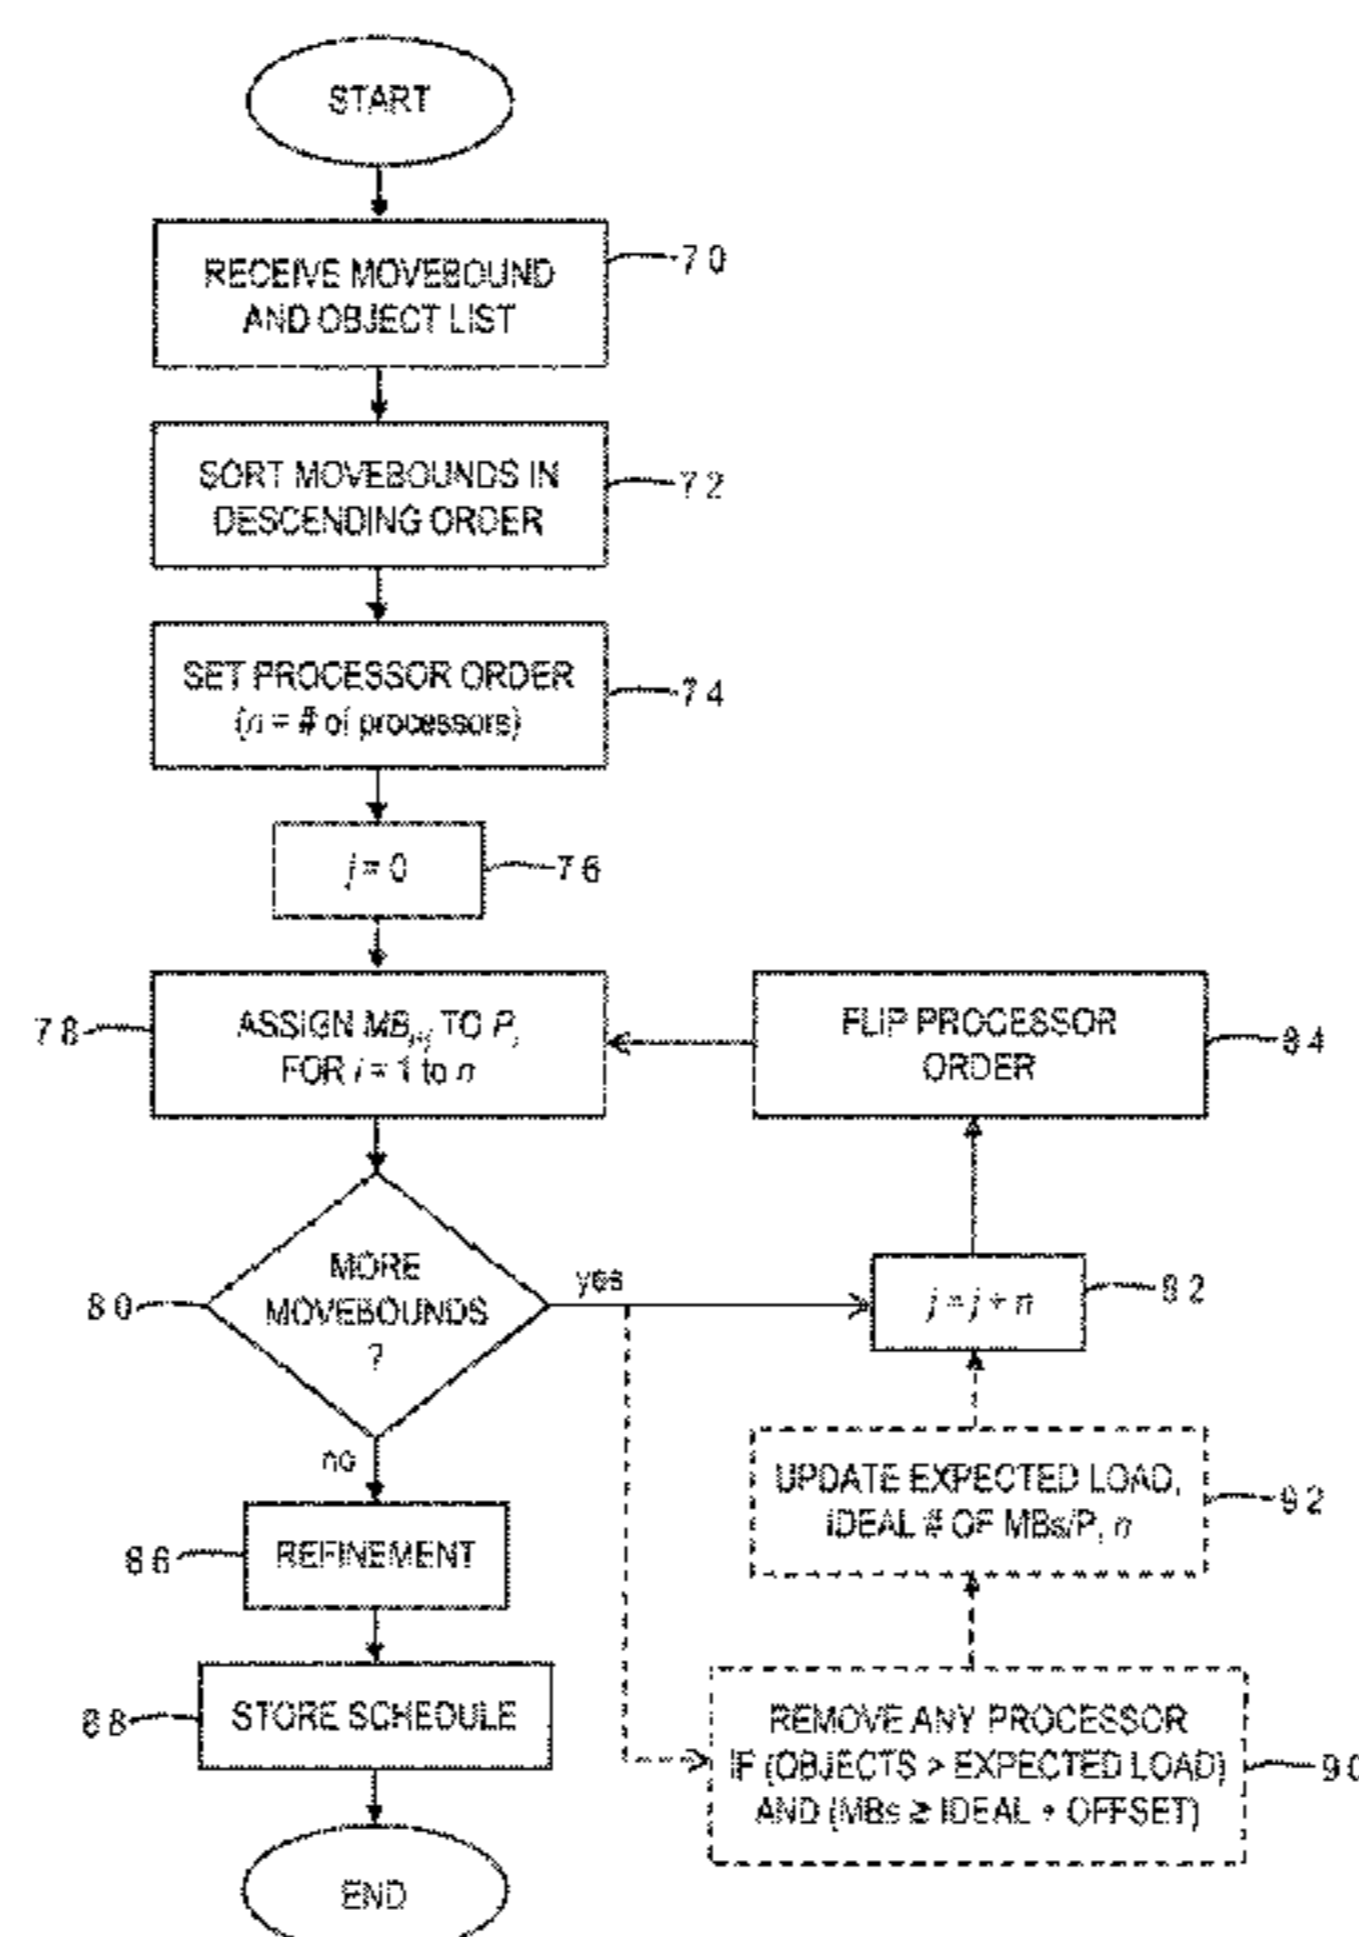 START
RECEIVE MOVEBOUND
AND OBJECT LIST
70
SORT MOVEBOUNDS IN
DESCENDING ORDER
72
SET PROCESSOR ORDER
(n = # of processors)
74
j = 0
76
78
ASSIGN MBi+j TO Pi
FOR i = 1 to n
FLIP PROCESSOR
ORDER
84
80
MORE
MOVEBOUNDS
?
yes
j = j + n
82
no
UPDATE EXPECTED LOAD,
IDEAL # OF MBs/P, n
92
86
REFINEMENT
88
STORE SCHEDULE
REMOVE ANY PROCESSOR
IF (OBJECTS > EXPECTED LOAD)
AND (MBs ≥ IDEAL + OFFSET)
90
END